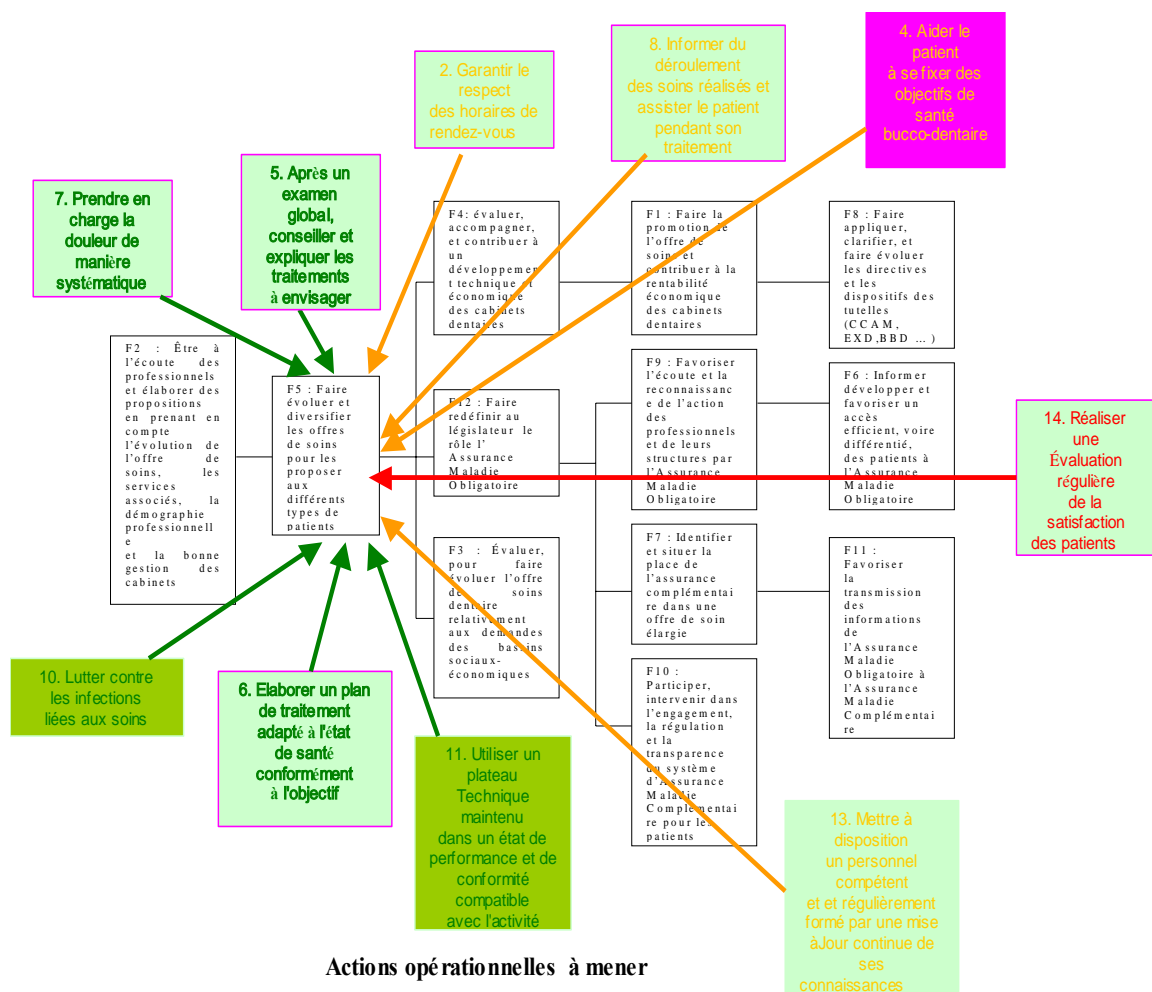 4. Aider le
patient
à se fixer des
objectifs de
santé
bucco-dentaire
8. Informer du
déroulement
des soins réalisés et
assister le patient
pendant son
traitement
2. Garantir le
respect
des horaires de
rendez-vous
5. Après un
examen
global,
conseiller et
expliquer les
traitements
à envisager
7. Prendre en
charge la
douleur de
manière
systématique
F4: évaluer,
accompagner,
et contribuer à
un
développemen
t technique et
économique
des cabinets
dentaires
F1 : Faire la
promotion de
l’offre de
soins et
contribuer à la
rentabilité
économique
des cabinets
dentaires
F8 : Faire
appliquer,
clarifier, et
faire évoluer
les directives
et les
dispositifs des
tutelles
(CCAM,
EXD,BBD ...)
F2 : Être à
l’écoute des
professionnels
et élaborer des
propositions
en prenant en
compte
l’évolution de
l’offre de
soins, les
services
associés, la
démographie
professionnell
e
et la bonne
gestion des
cabinets
F5 : Faire
évoluer et
diversifier
les offres de
soins
pour les
proposer
aux
différents
types de
patients
F12 : Faire
redéfinir au
législateur le
rôle l’
Assurance
Maladie
Obligatoire
F9 : Favoriser
l’écoute et la
reconnaissanc
e de l’action
des
professionnels
et de leurs
structures par
l’Assurance
Maladie
Obligatoire
F6 : Informer
développer et
favoriser un
accès
efficient, voire
différentié,
des patients à
l’Assurance
Maladie
Obligatoire
14. Réaliser
une
Évaluation
régulière
de la
satisfaction
des patients
F3 : Évaluer,
pour faire
évoluer l’offre
de soins
dentaire
relativement
aux demandes
des bassins
sociaux-
économiques
F7 : Identifier
et situer la
place de
l’assurance
complémentai
re dans une
offre de soin
élargie
F11 :
Favoriser
la
transmission
des
informations
de
l’Assurance
Maladie
Obligatoire à
l’Assurance
Maladie
Complémentai
re
F10 :
Participer,
intervenir dans
l’engagement,
la régulation
et la
transparence
du système
d’Assurance
Maladie
Complémentai
re pour les
patients
10. Lutter contre
les infections
liées aux soins
6. Elaborer un plan
de traitement
adapté à l'état
de santé
conformément
à l'objectif
11. Utiliser un
plateau
Technique
maintenu
dans un état de
performance et de
conformité
compatible
avec l'activité
13. Mettre à
disposition
un personnel
compétent
et et régulièrement
formé par une mise
àJour continue de
ses
connaissances
Actions opérationnelles à mener